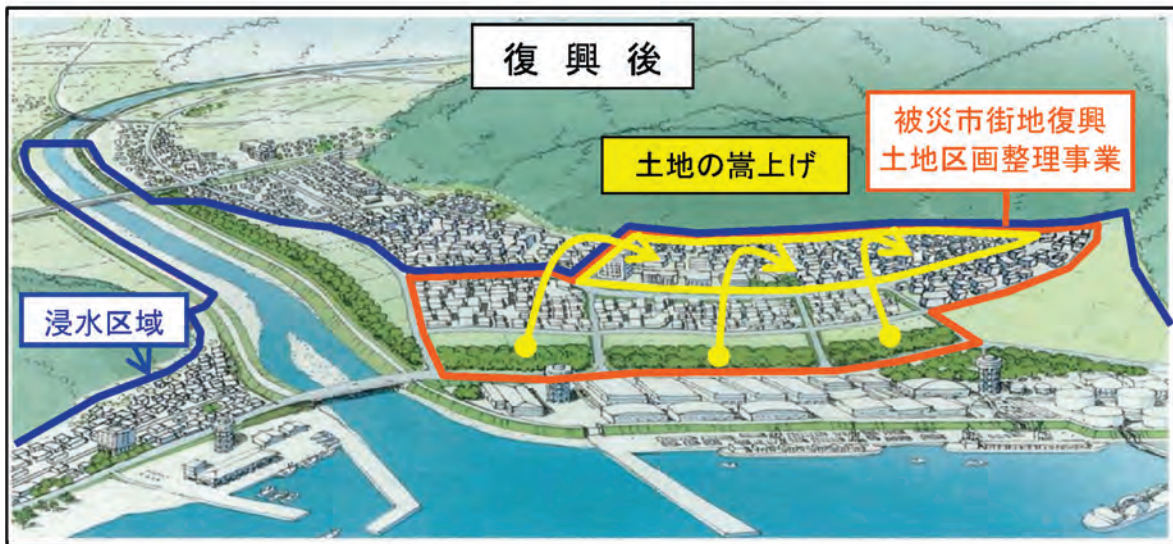 復興後
被災市街地復興
土地区画整理事業
土地の嵩上げ
浸水区域